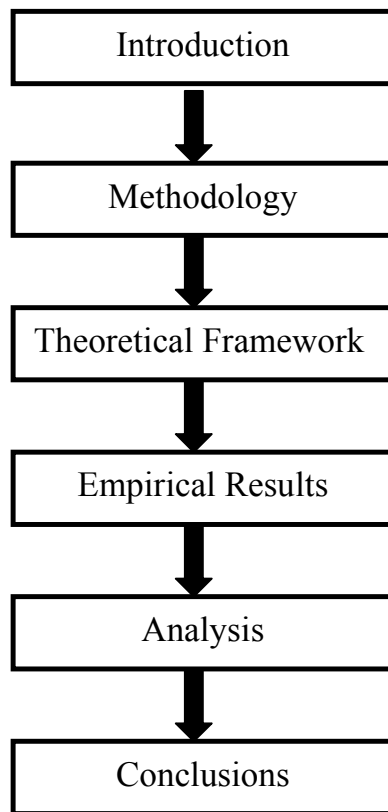 Introduction
Methodology
Theoretical Framework
Empirical Results
Analysis
Conclusions